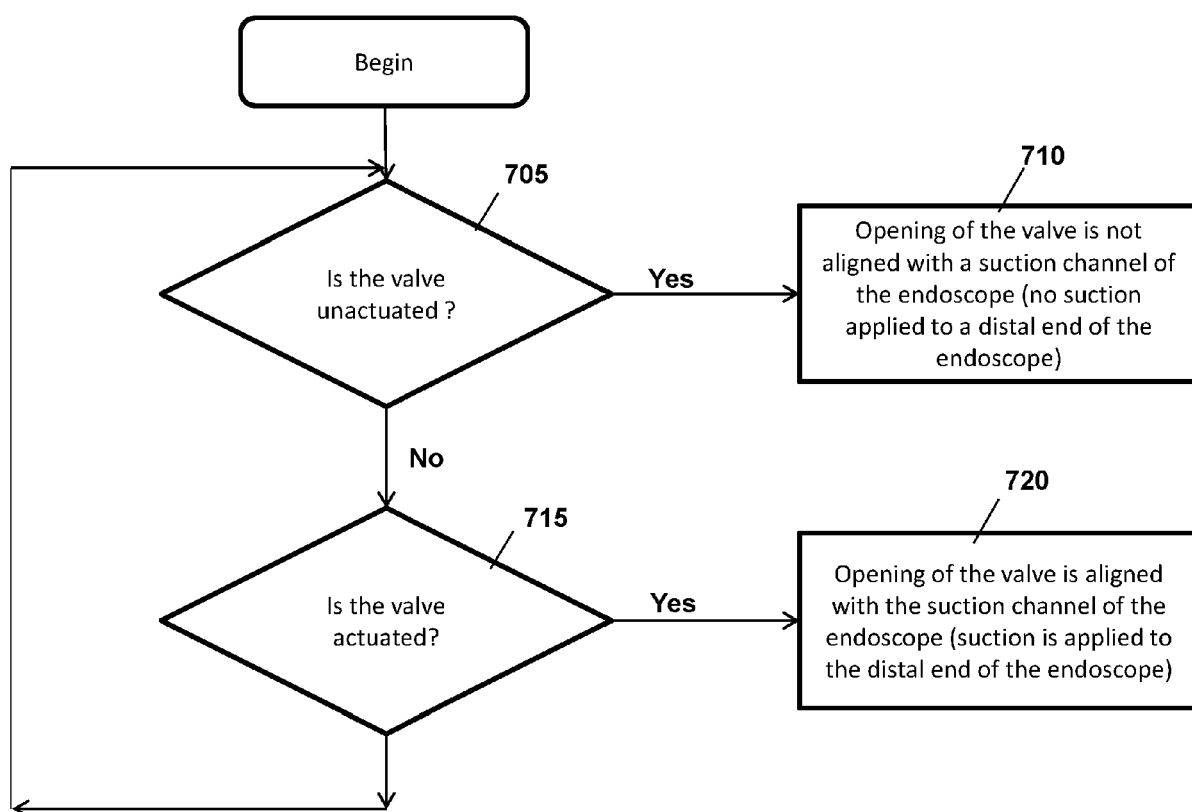 Begin
705
Is the valve
unactuated ?
Yes
710
Opening of the valve is not
aligned with a suction channel of
the endoscope (no suction
applied to a distal end of the
endoscope)
No
715
Is the valve
actuated?
Yes
720
Opening of the valve is aligned
with the suction channel of the
endoscope (suction is applied to
the distal end of the endoscope)